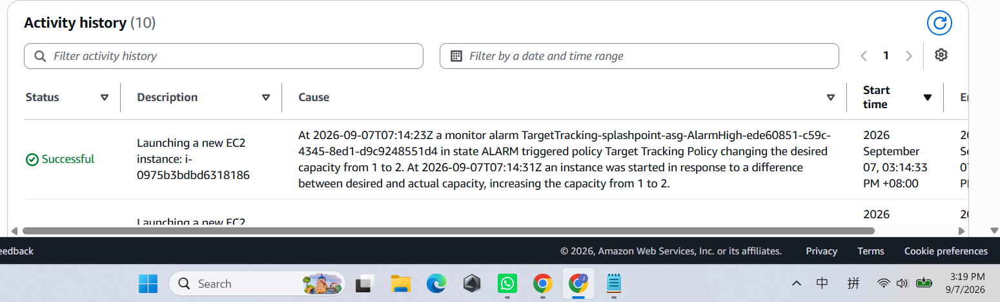 Activity history (10)
Filter activity history
Filter by a date and time range
1
Status
Description
Cause
Start
time
Successful
Launching a new EC2
instance: i-
0975b3bdbd6318186
At 2026-09-07T07:14:23Z a monitor alarm TargetTracking-splashpoint-asg-AlarmHigh-ede60851-c59c-
4345-8ed1-d9c9248551d4 in state ALARM triggered policy Target Tracking Policy changing the desired
capacity from 1 to 2. At 2026-09-07T07:14:31Z an instance was started in response to a difference
between desired and actual capacity, increasing the capacity from 1 to 2.
2026
September
07, 03:14:33
PM +08:00
Launching a new EC2
2026
eedback
© 2026, Amazon Web Services, Inc. or its affiliates.
Privacy
Terms
Cookie preferences
Search
J
中
拼
3:19 PM
9/7/2026